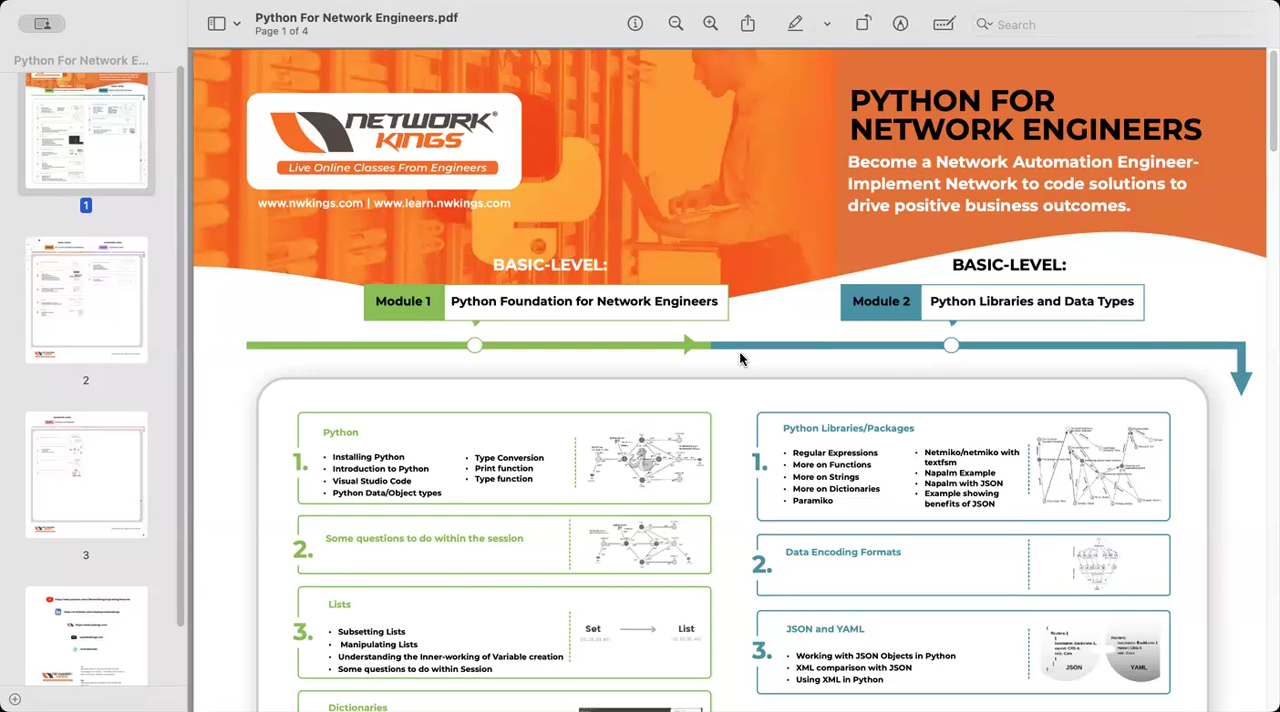 Python For Network Engineers.pdf
Page 1 of 4
Search
Python For Network E...
1
2
3
NETWORK
KINGS
Live Online Classes From Engineers
www.nwkings.com | www.learn.nwkings.com
PYTHON FOR
NETWORK ENGINEERS
Become a Network Automation Engineer-
Implement Network to code solutions to
drive positive business outcomes.
BASIC-LEVEL:
Module 1 Python Foundation for Network Engineers
BASIC-LEVEL:
Module 2 Python Libraries and Data Types
1.
Python
• Installing Python
• Introduction to Python
• Visual Studio Code
• Python Data/Object types
• Type Conversion
• Print function
• Type function
2.
Some questions to do within the session
3.
Lists
• Subsetting Lists
• Manipulating Lists
• Understanding the Inner-working of Variable creation
• Some questions to do within Session
Set
List
Dictionaries
1.
Python Libraries/Packages
• Regular Expressions
• More on Functions
• More on Strings
• More on Dictionaries
• Paramiko
• Netmiko/netmiko with
textfsm
• Napalm Example
• Napalm with JSON
• Example showing
benefits of JSON
2.
Data Encoding Formats
3.
JSON and YAML
• Working with JSON Objects in Python
• XML comparison with JSON
• Using XML in Python
JSON
YAML